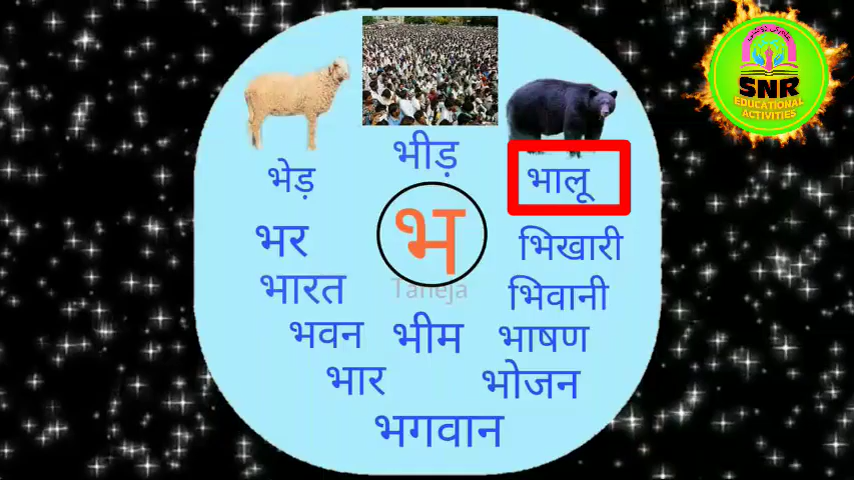 SNR
EDUCATIONAL
ACTIVITIES
भीड़
भेड़
भालू
भ
भर
भिखारी
Taneja
भारत
भिवानी
भवन
भीम
भाषण
भार
भोजन
भगवान